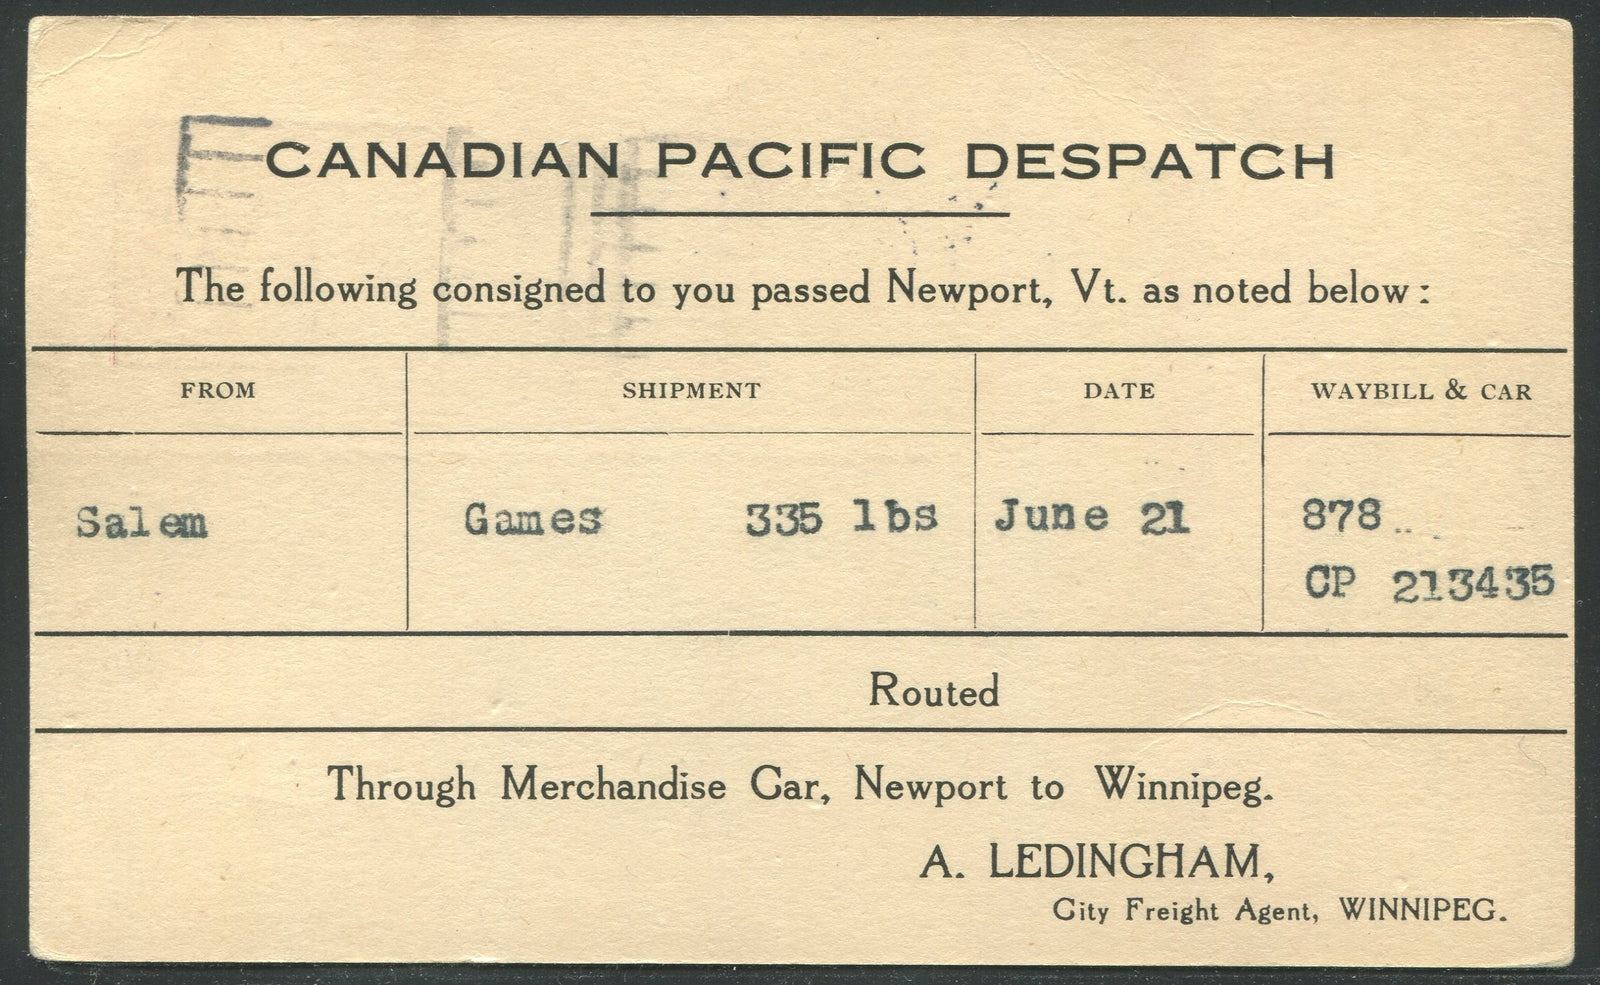 CANADIAN PACIFIC DESPATCH
The following consigned to you passed Newport, Vt. as noted below:
FROM SHIPMENT DATE WAYBILL & CAR
Salem Games 335 lbs June 21 878
CP 213435
Routed
Through Merchandise Car, Newport to Winnipeg.
A. LEDINGHAM,
City Freight Agent, WINNIPEG.